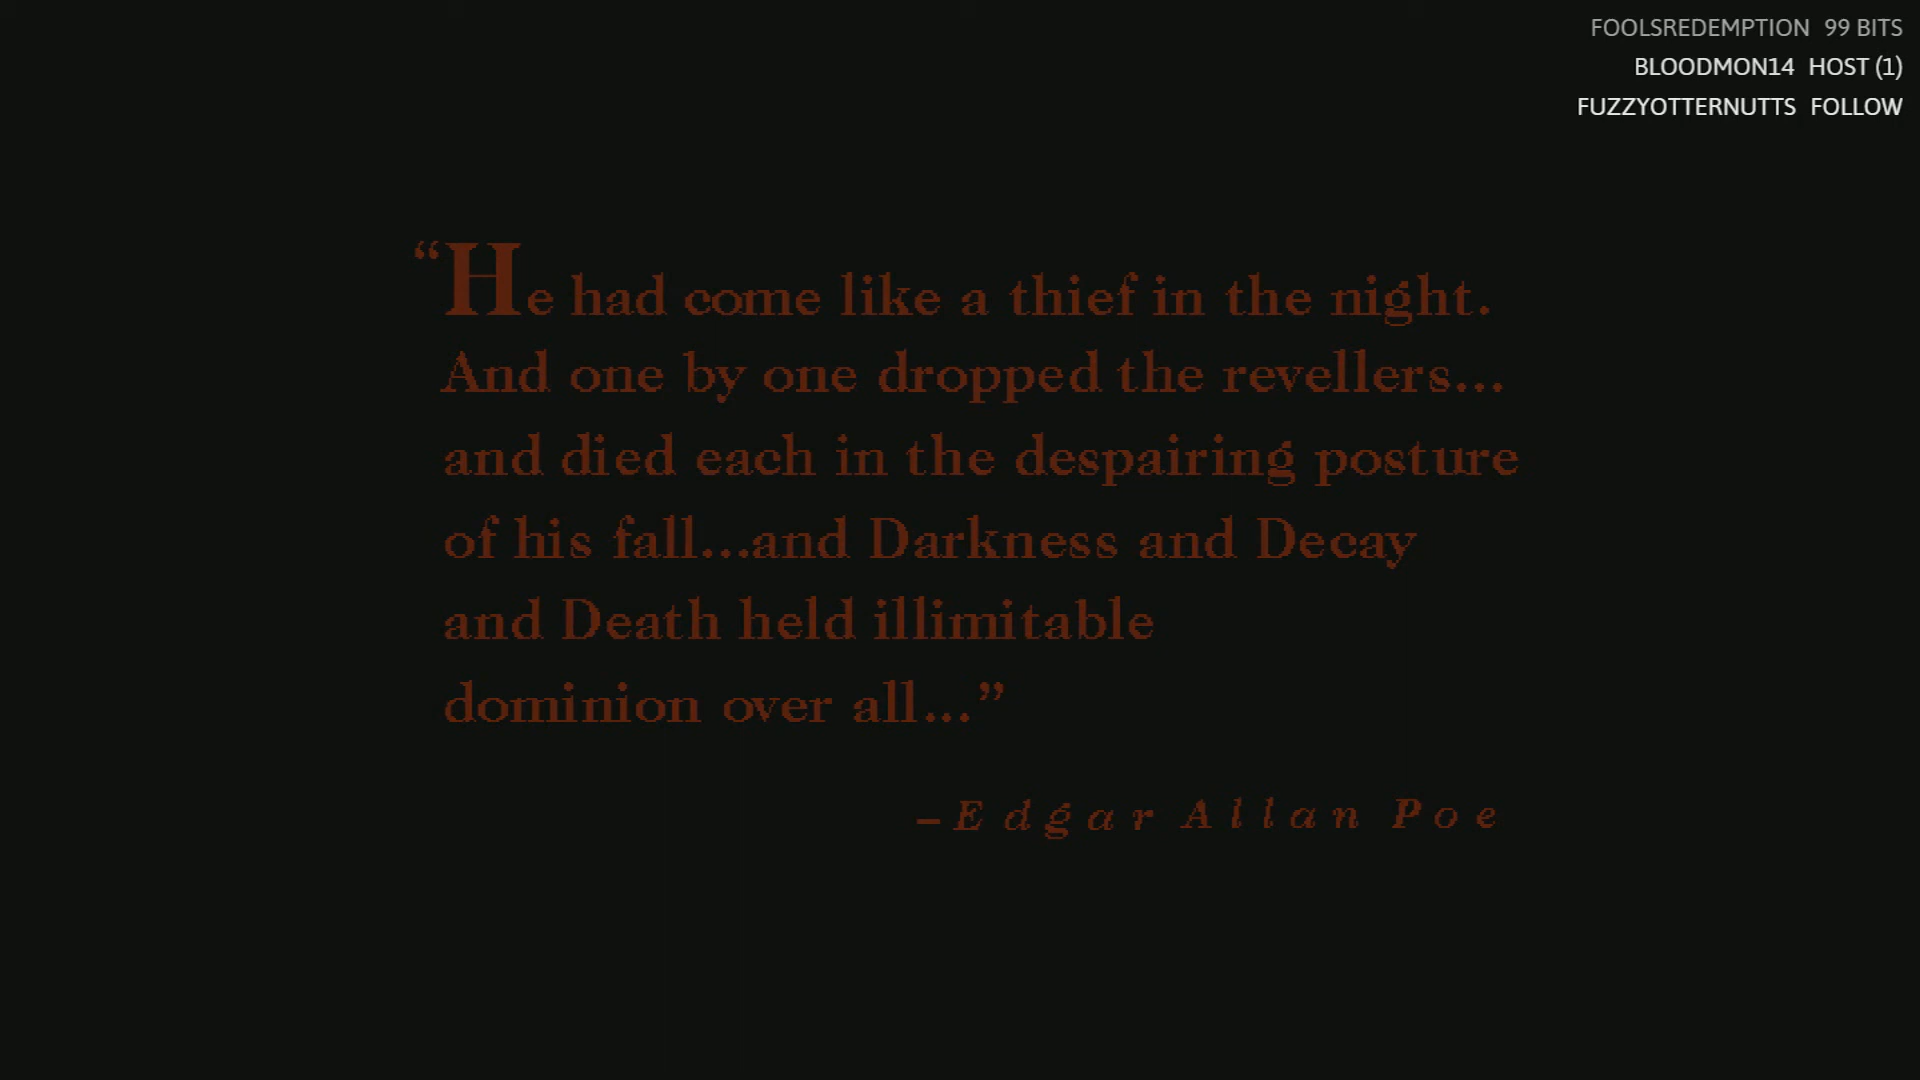 FOOLSREDEMPTION 99 BITS
BLOODMON14 HOST (1)
FUZZYOTTERNUTTS FOLLOW
“He had come like a thief in the night.
And one by one dropped the revellers...
and died each in the despairing posture
of his fall...and Darkness and Decay
and Death held illimitable
dominion over all...”
–Edgar Allan Poe